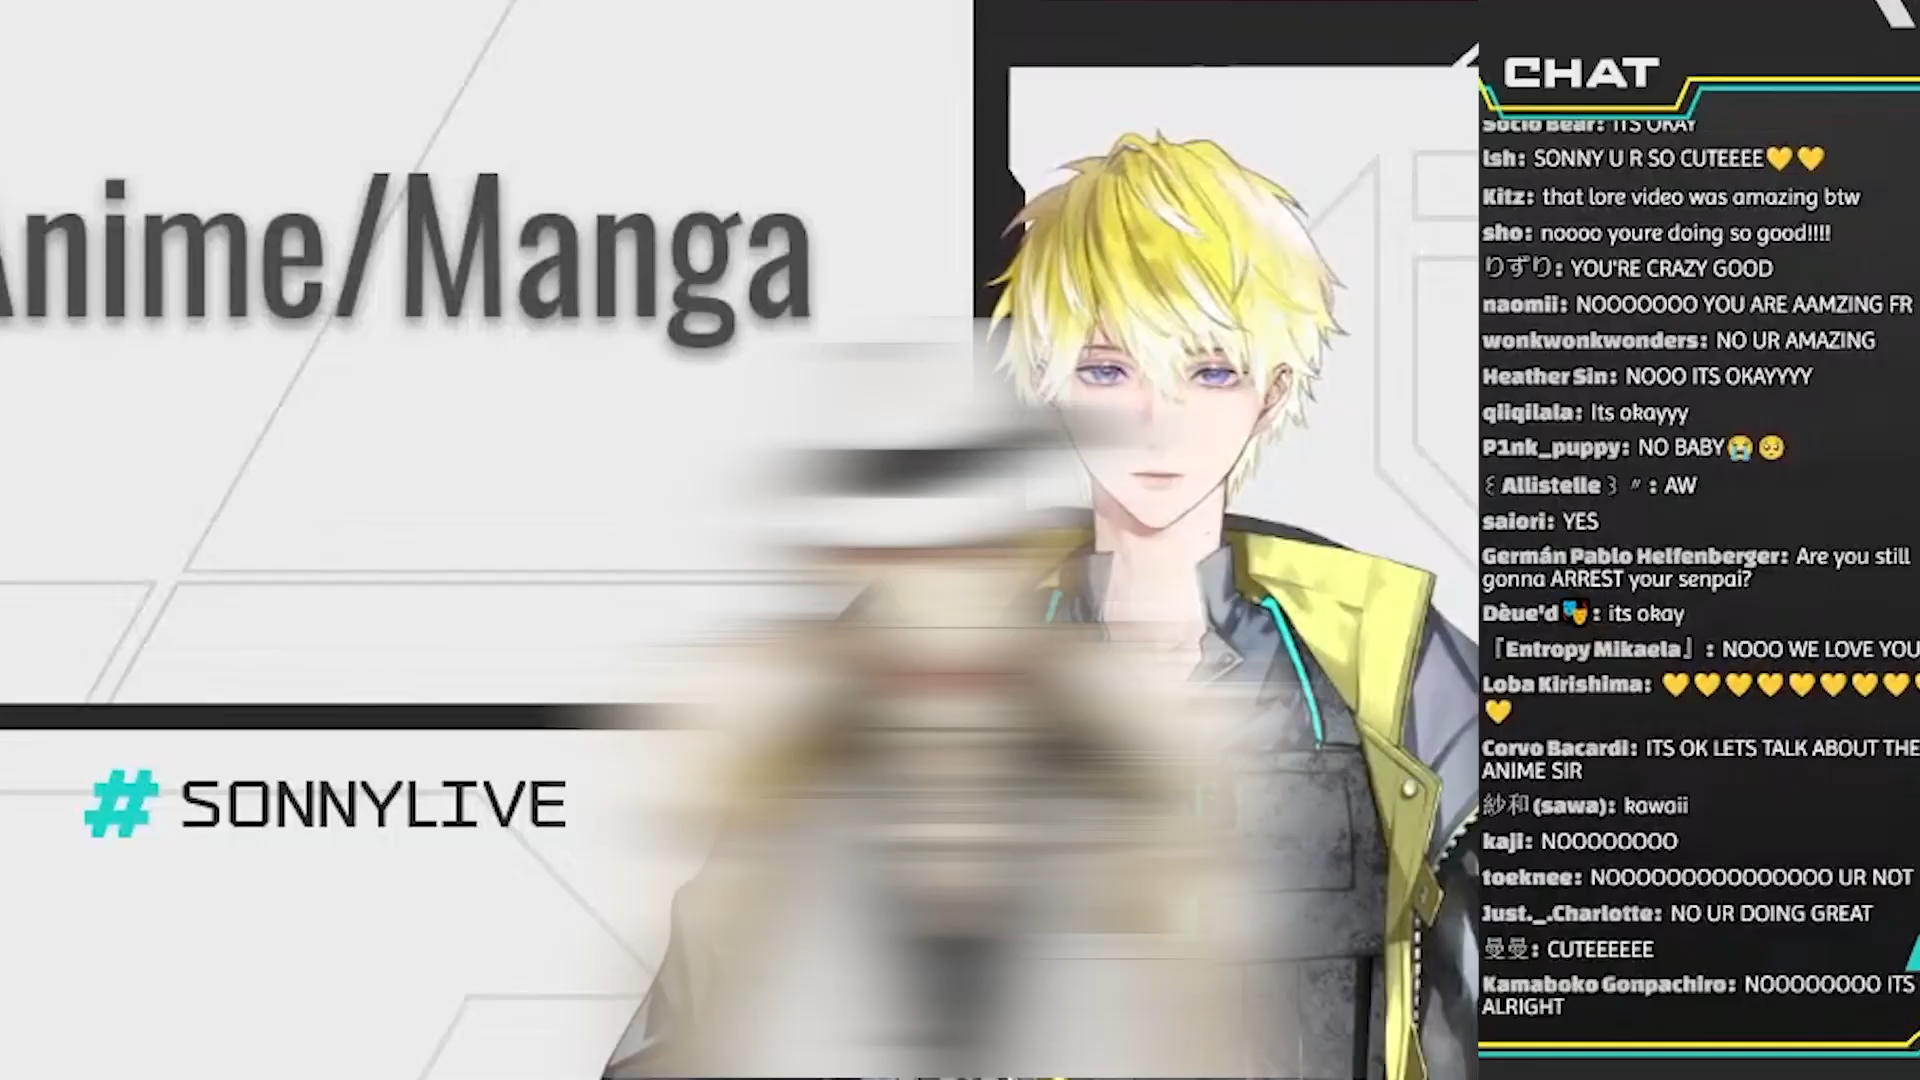 Anime/Manga
# SONNYLIVE
CHAT
Socio Bear: ITS OKAY
Ish: SONNY U R SO CUTEEEE💛💛
Kitz: that lore video was amazing btw
sho: noooo youre doing so good!!!!
りずり: YOU'RE CRAZY GOOD
naomii: NOOOOOOO YOU ARE AAMZING FR
wonkwonkwonders: NO UR AMAZING
Heather Sin: NOOO ITS OKAYYYY
qiiqilala: Its okayyy
P1nk_puppy: NO BABY😭🥺
꒰Allistelle꒱ 〃: AW
saiori: YES
Germán Pablo Helfenberger: Are you still
gonna ARREST your senpai?
Dèue'd🎭: its okay
『Entropy Mikaela』: NOOO WE LOVE YOU
Loba Kirishima: 💛💛💛💛💛💛💛💛💛
💛
Corvo Bacardi: ITS OK LETS TALK ABOUT THE
ANIME SIR
紗和 (sawa): kawaii
kaji: NOOOOOOOO
toeknee: NOOOOOOOOOOOOOOO UR NOT
Just._.Charlotte: NO UR DOING GREAT
曼曼: CUTEEEEEE
Kamaboko Gonpachiro: NOOOOOOOO ITS
ALRIGHT